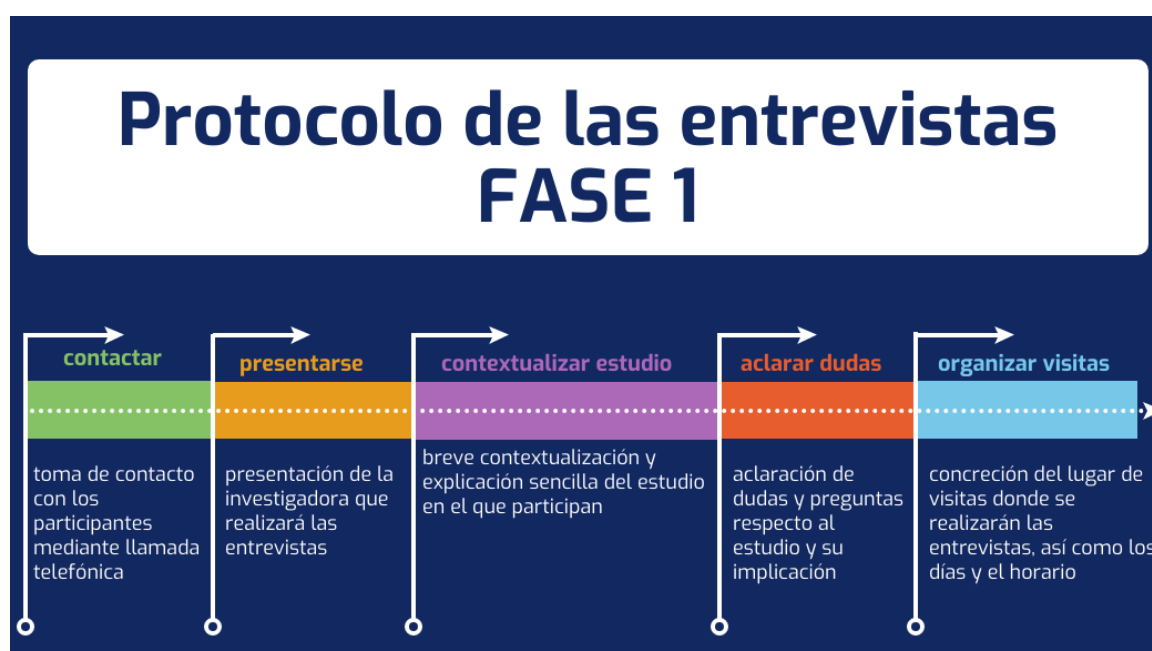 Protocolo de las entrevistas
FASE 1
contactar
toma de contacto
con los
participantes
mediante llamada
telefónica
presentarse
presentación de la
investigadora que
realizará las
entrevistas
contextualizar estudio
breve contextualización y
explicación sencilla del estudio
en el que participan
aclarar dudas
aclaración de
dudas y preguntas
respecto al
estudio y su
implicación
organizar visitas
concreción del lugar de
visitas donde se
realizarán las
entrevistas, así como los
días y el horario